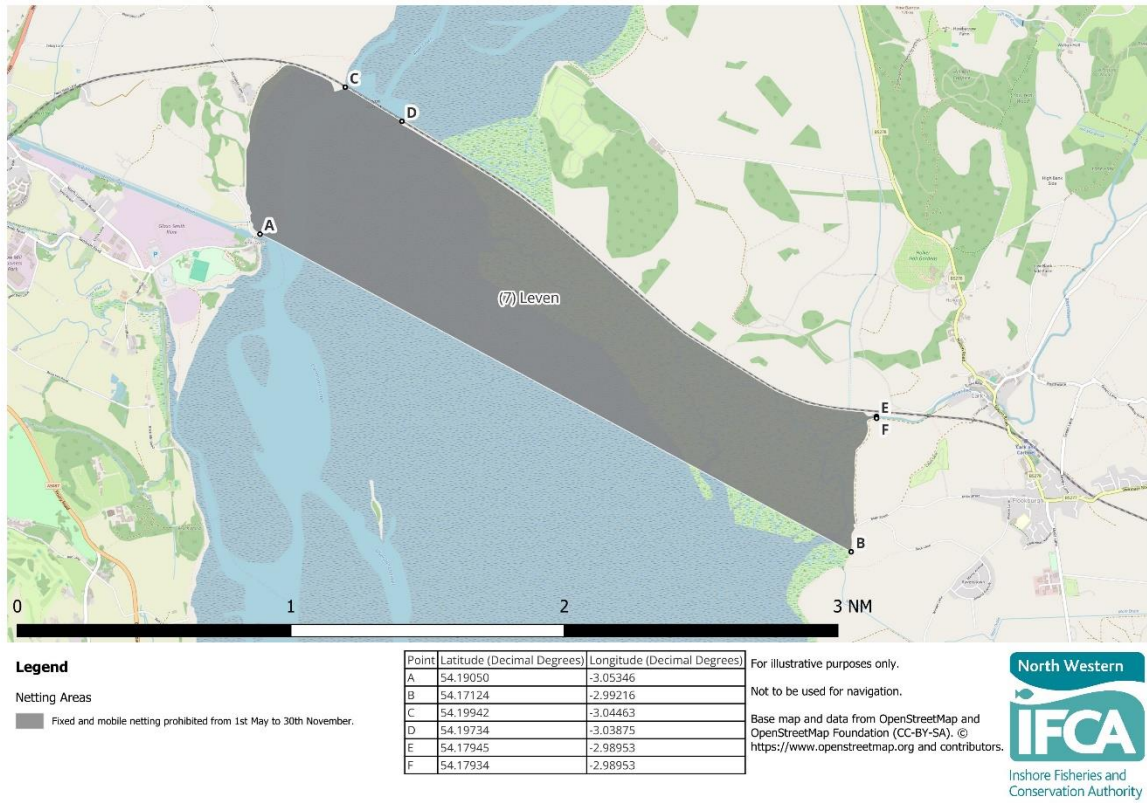 C
D
A
(7) Leven
E
F
B
0 1 2 3 NM
Legend
Netting Areas
Fixed and mobile netting prohibited from 1st May to 30th November.
Point Latitude (Decimal Degrees) Longitude (Decimal Degrees)
A 54.19050 -3.05346
B 54.17124 -2.99216
C 54.19942 -3.04463
D 54.19734 -3.03875
E 54.17945 -2.98953
F 54.17934 -2.98953
For illustrative purposes only.
Not to be used for navigation.
Base map and data from OpenStreetMap and
OpenStreetMap Foundation (CC-BY-SA). ©
https://www.openstreetmap.org and contributors.
North Western
IFCA
Inshore Fisheries and
Conservation Authority